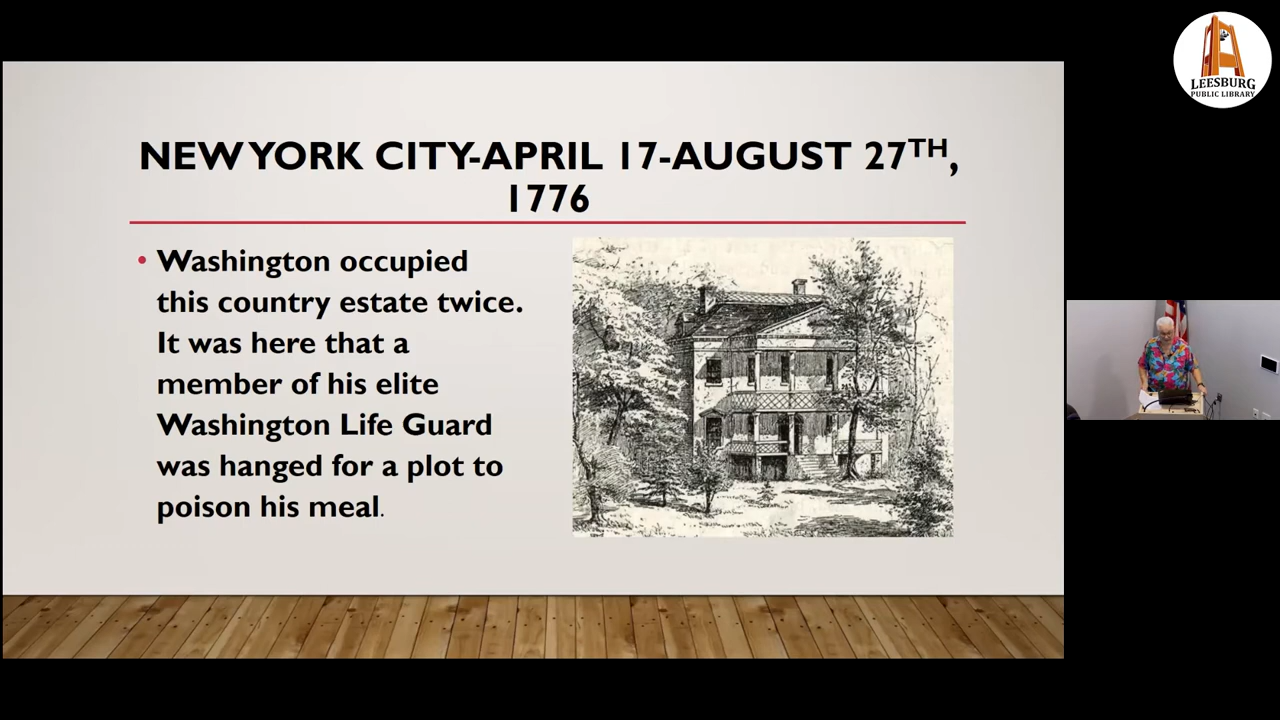 NEW YORK CITY-APRIL 17-AUGUST 27TH,
1776
• Washington occupied
this country estate twice.
It was here that a
member of his elite
Washington Life Guard
was hanged for a plot to
poison his meal.
LEESBURG
PUBLIC LIBRARY